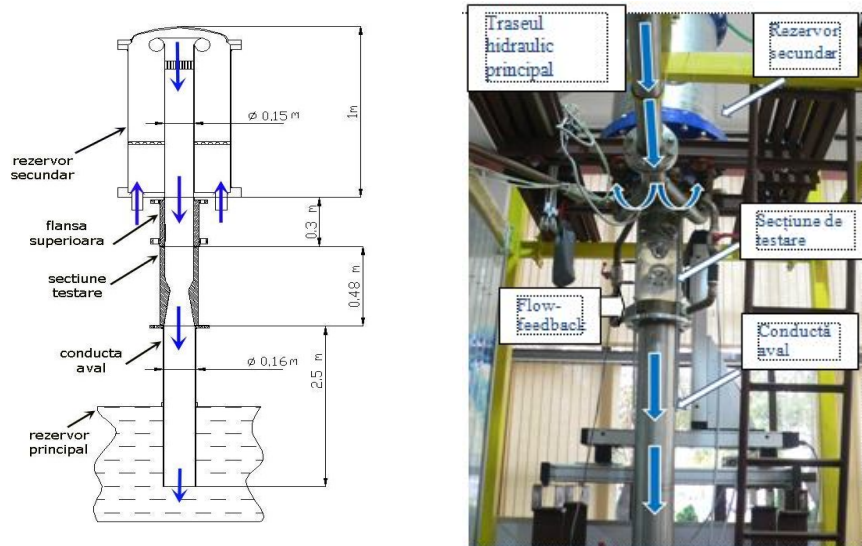 Ø 0.15 m
1m
rezervor
secundar
flansa
superioara
0.3 m
sectiune
testare
0.48 m
conducta
aval
Ø 0.16 m
2.5 m
rezervor
principal
Traseul
hidraulic
principal
Rezervor
secundar
Secțiune de
testare
Flow-
feedback
Conductă
aval